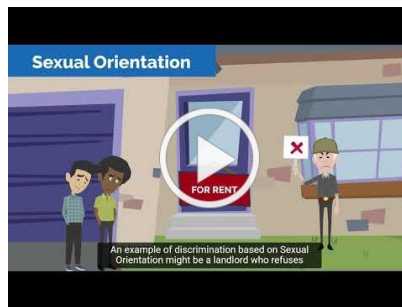 Sexual Orientation
FOR RENT
An example of discrimination based on Sexual
Orientation might be a landlord who refuses